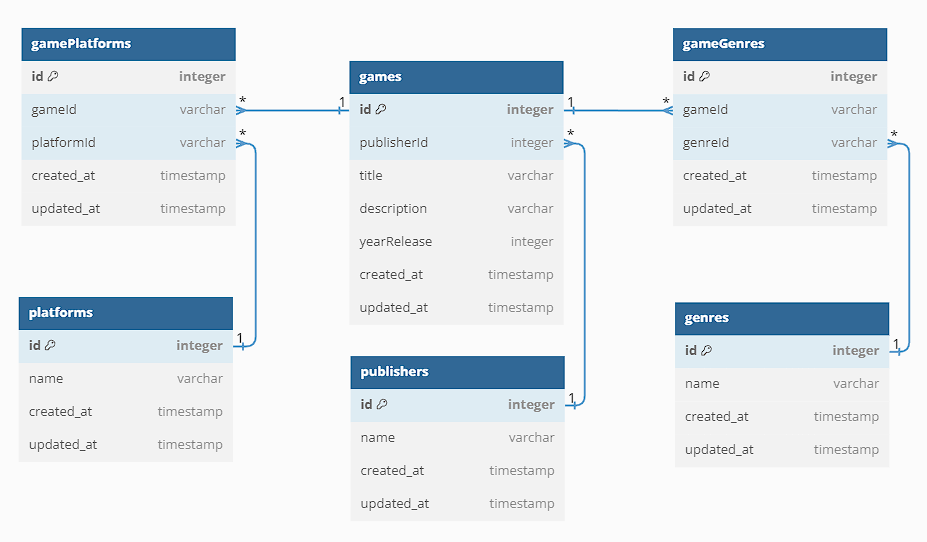 gamePlatforms
id integer
gameId varchar
platformId varchar
created_at timestamp
updated_at timestamp
* 1
*
games
id integer
publisherId integer
title varchar
description varchar
yearRelease integer
created_at timestamp
updated_at timestamp
1 *
*
gameGenres
id integer
gameId varchar
genreId varchar
created_at timestamp
updated_at timestamp
*
platforms
id integer
name varchar
created_at timestamp
updated_at timestamp
1
publishers
id integer
name varchar
created_at timestamp
updated_at timestamp
1
genres
id integer
name varchar
created_at timestamp
updated_at timestamp
1